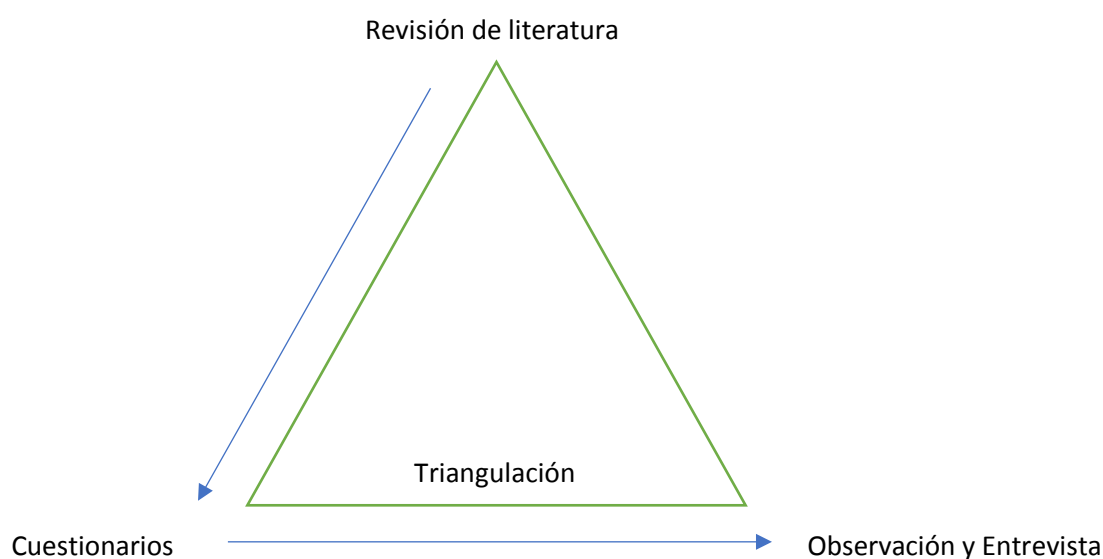 Revisión de literatura
Triangulación
Cuestionarios
Observación y Entrevista